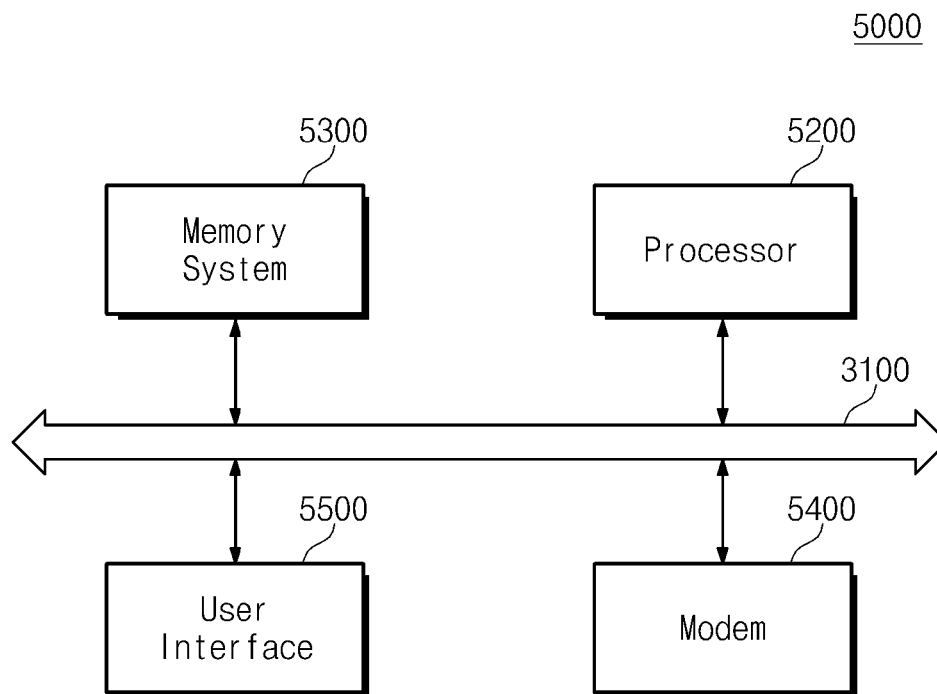 5000
5300
5200
Memory
System
Processor
3100
5500
5400
User
Interface
Modem